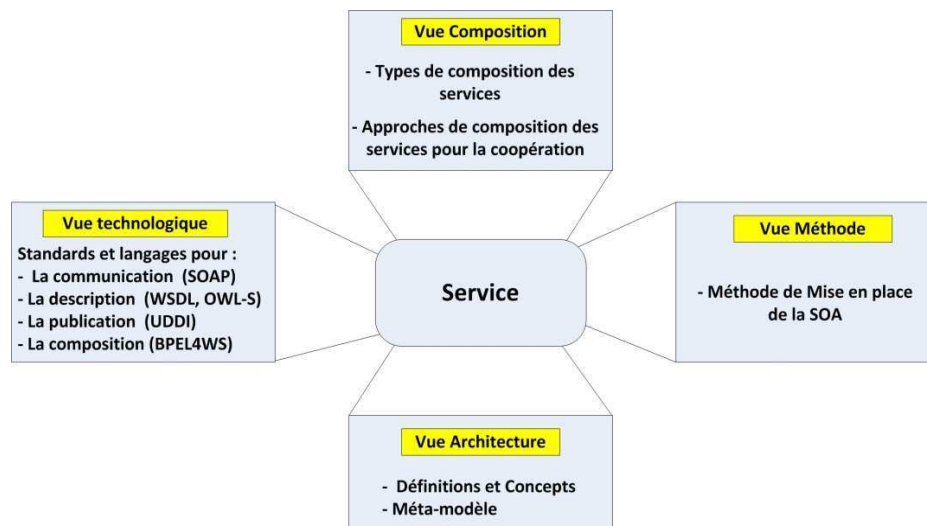 Vue Composition
- Types de composition des
services
- Approches de composition des
services pour la coopération
Vue technologique
Standards et langages pour :
- La communication (SOAP)
- La description (WSDL, OWL-S)
- La publication (UDDI)
- La composition (BPEL4WS)
Service
Vue Méthode
- Méthode de Mise en place
de la SOA
Vue Architecture
- Définitions et Concepts
- Méta-modèle